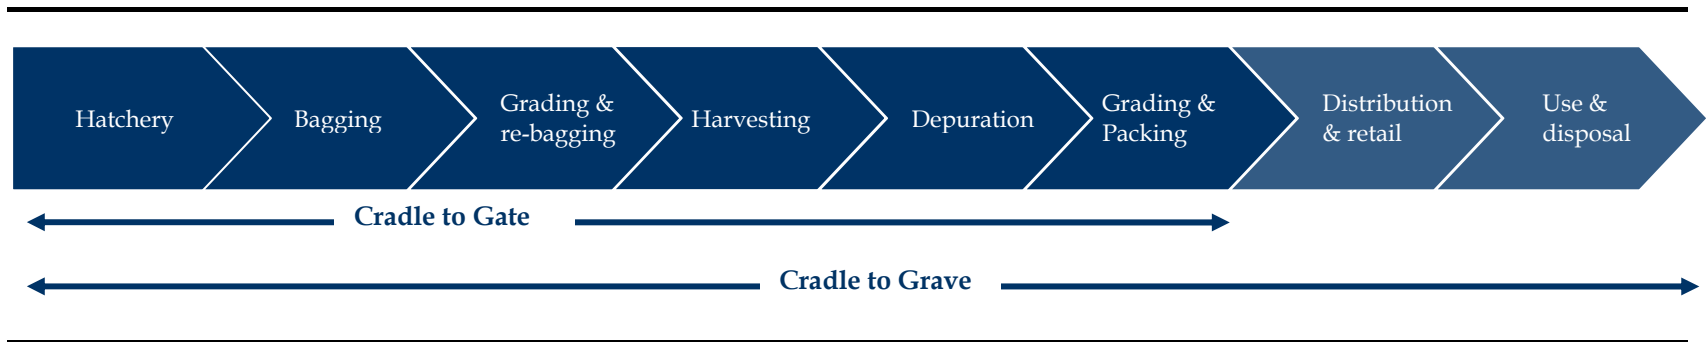 Hatchery
Bagging
Grading &
re-bagging
Harvesting
Depuration
Grading &
Packing
Distribution
& retail
Use &
disposal
Cradle to Gate
Cradle to Grave